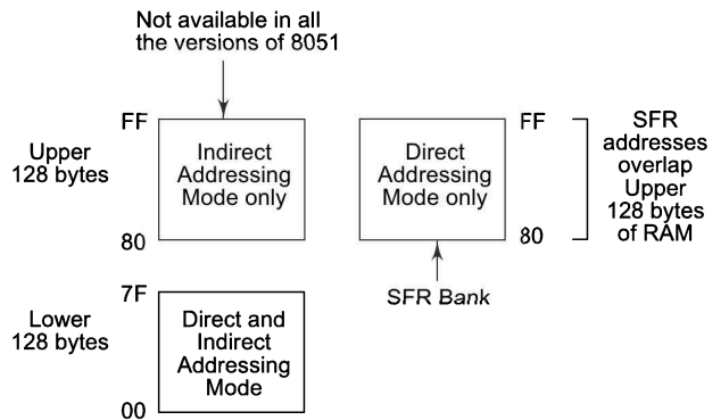 Not available in all
the versions of 8051
FF
Upper
128 bytes
80
Indirect
Addressing
Mode only
Direct
Addressing
Mode only
FF
80
SFR
addresses
overlap
Upper
128 bytes
of RAM
SFR Bank
7F
Lower
128 bytes
00
Direct and
Indirect
Addressing
Mode